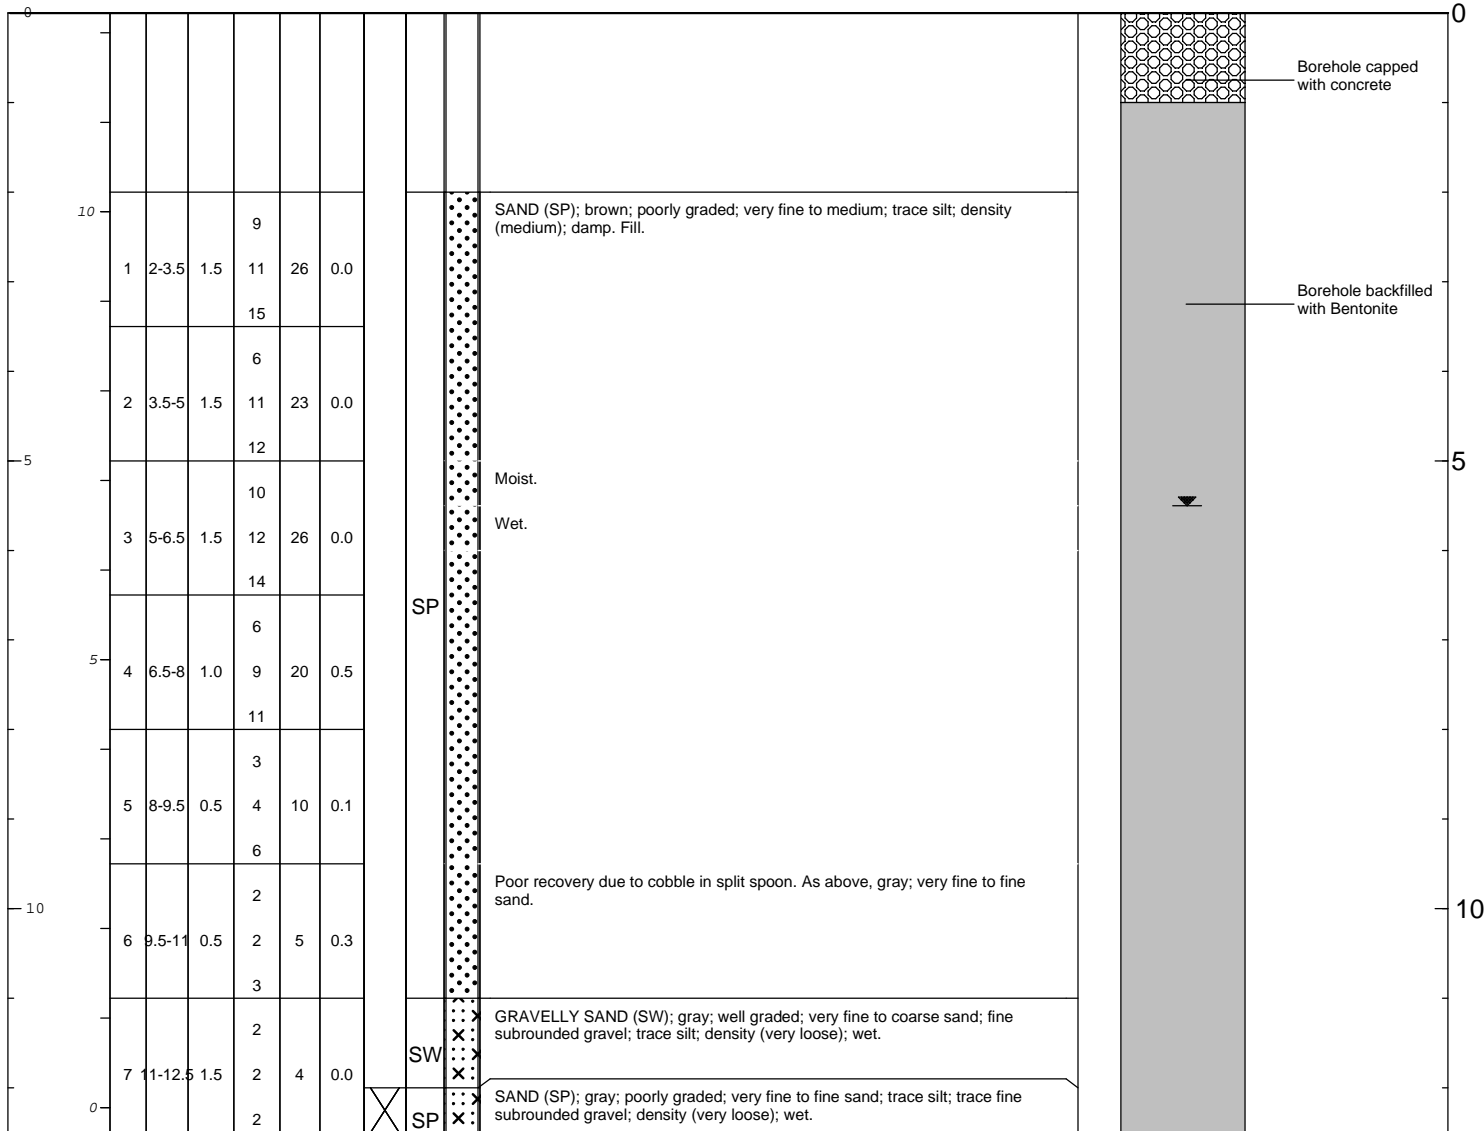 0
0
Borehole capped
with concrete
10
9
SAND (SP); brown; poorly graded; very fine to medium; trace silt; density
(medium); damp. Fill.
1 2-3.5 1.5 11 26 0.0
15
Borehole backfilled
with Bentonite
6
2 3.5-5 1.5 11 23 0.0
12
5
5
10
Moist.
Wet.
3 5-6.5 1.5 12 26 0.0
14
SP
6
5
4 6.5-8 1.0 9 20 0.5
11
3
5 8-9.5 0.5 4 10 0.1
6
2
Poor recovery due to cobble in split spoon. As above, gray; very fine to fine
sand.
10
10
6 9.5-11 0.5 2 5 0.3
3
2
GRAVELLY SAND (SW); gray; well graded; very fine to coarse sand; fine
subrounded gravel; trace silt; density (very loose); wet.
SW
7 11-12.5 1.5 2 4 0.0
0
2
SP
SAND (SP); gray; poorly graded; very fine to fine sand; trace silt; trace fine
subrounded gravel; density (very loose); wet.